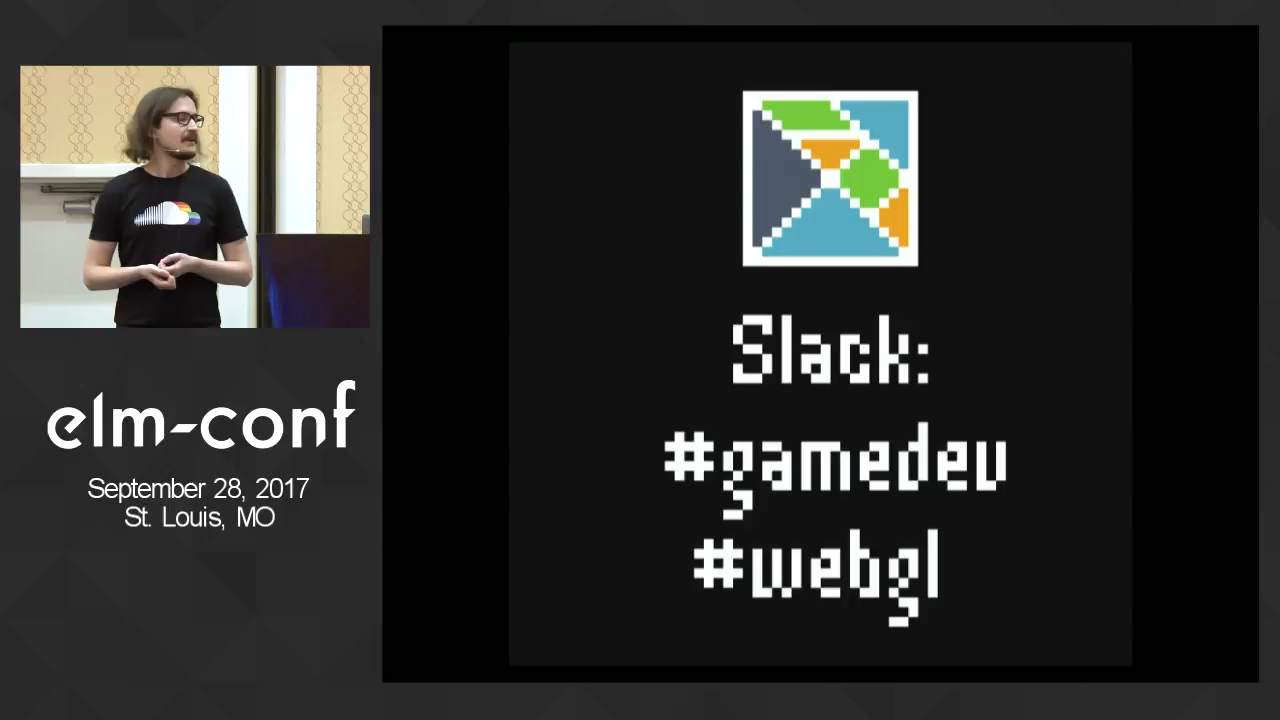 elm-conf
September 28, 2017
St. Louis, MO
Slack:
#gamedev
#webgl